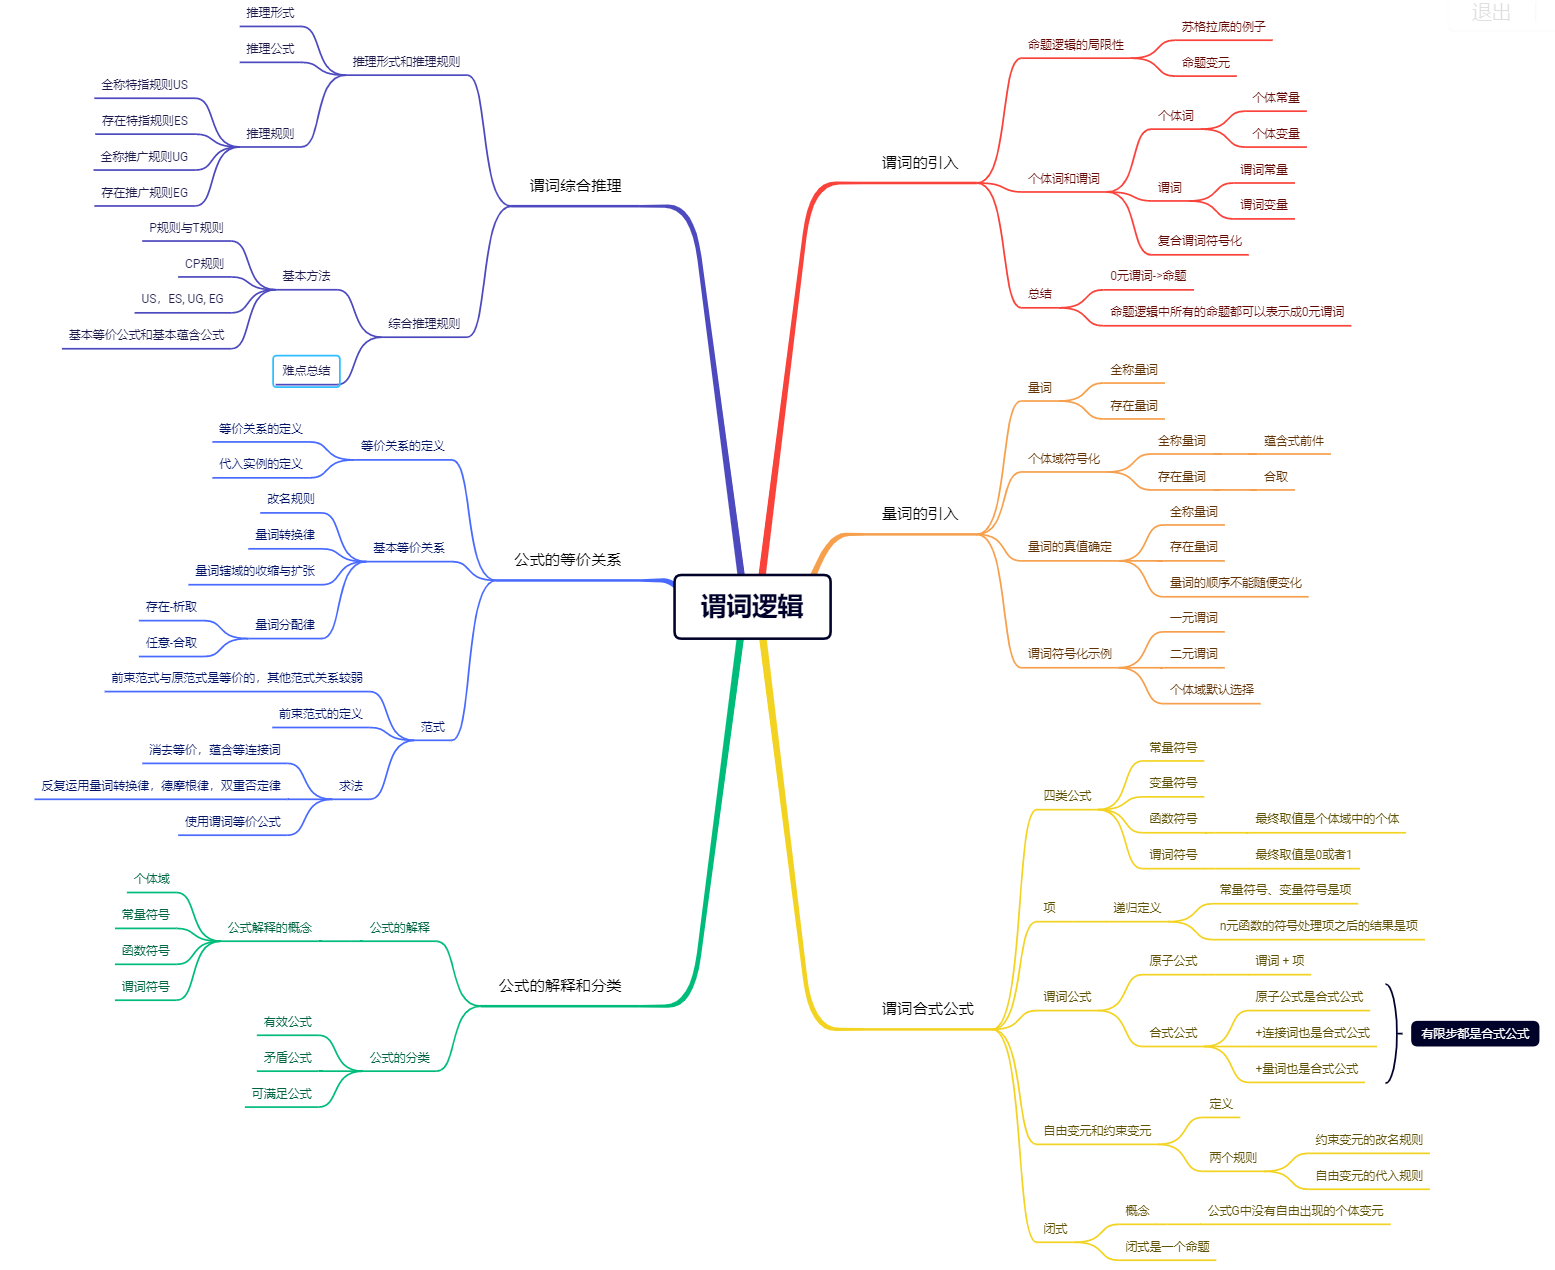 退出
谓词逻辑
谓词的引入
命题逻辑的局限性
苏格拉底的例子
命题变元
个体词和谓词
个体词
个体常量
个体变量
谓词
谓词常量
谓词变量
复合谓词符号化
总结
0元谓词->命题
命题逻辑中所有的命题都可以表示成0元谓词
量词的引入
量词
全称量词
存在量词
个体域符号化
全称量词
蕴含式前件
存在量词
合取
量词的真值确定
全称量词
存在量词
量词的顺序不能随便变化
谓词符号化示例
一元谓词
二元谓词
个体域默认选择
谓词合式公式
四类公式
常量符号
变量符号
函数符号
最终取值是个体域中的个体
谓词符号
最终取值是0或者1
项
递归定义
常量符号、变量符号是项
n元函数的符号处理项之后的结果是项
谓词公式
原子公式
谓词 + 项
合式公式
原子公式是合式公式
+连接词也是合式公式
+量词也是合式公式
有限步都是合式公式
自由变元和约束变元
定义
两个规则
约束变元的改名规则
自由变元的代入规则
闭式
概念
公式G中没有自由出现的个体变元
闭式是一个命题
谓词综合推理
推理形式和推理规则
推理形式
推理公式
推理规则
全称特指规则US
存在特指规则ES
全称推广规则UG
存在推广规则EG
综合推理规则
基本方法
P规则与T规则
CP规则
US，ES, UG, EG
基本等价公式和基本蕴含公式
难点总结
公式的等价关系
等价关系的定义
等价关系的定义
代入实例的定义
基本等价关系
改名规则
量词转换律
量词辖域的收缩与扩张
量词分配律
存在-析取
任意-合取
范式
前束范式与原范式是等价的，其他范式关系较弱
前束范式的定义
求法
消去等价，蕴含等连接词
反复运用量词转换律，德摩根律，双重否定律
使用谓词等价公式
公式的解释和分类
公式的解释
公式解释的概念
个体域
常量符号
函数符号
谓词符号
公式的分类
有效公式
矛盾公式
可满足公式